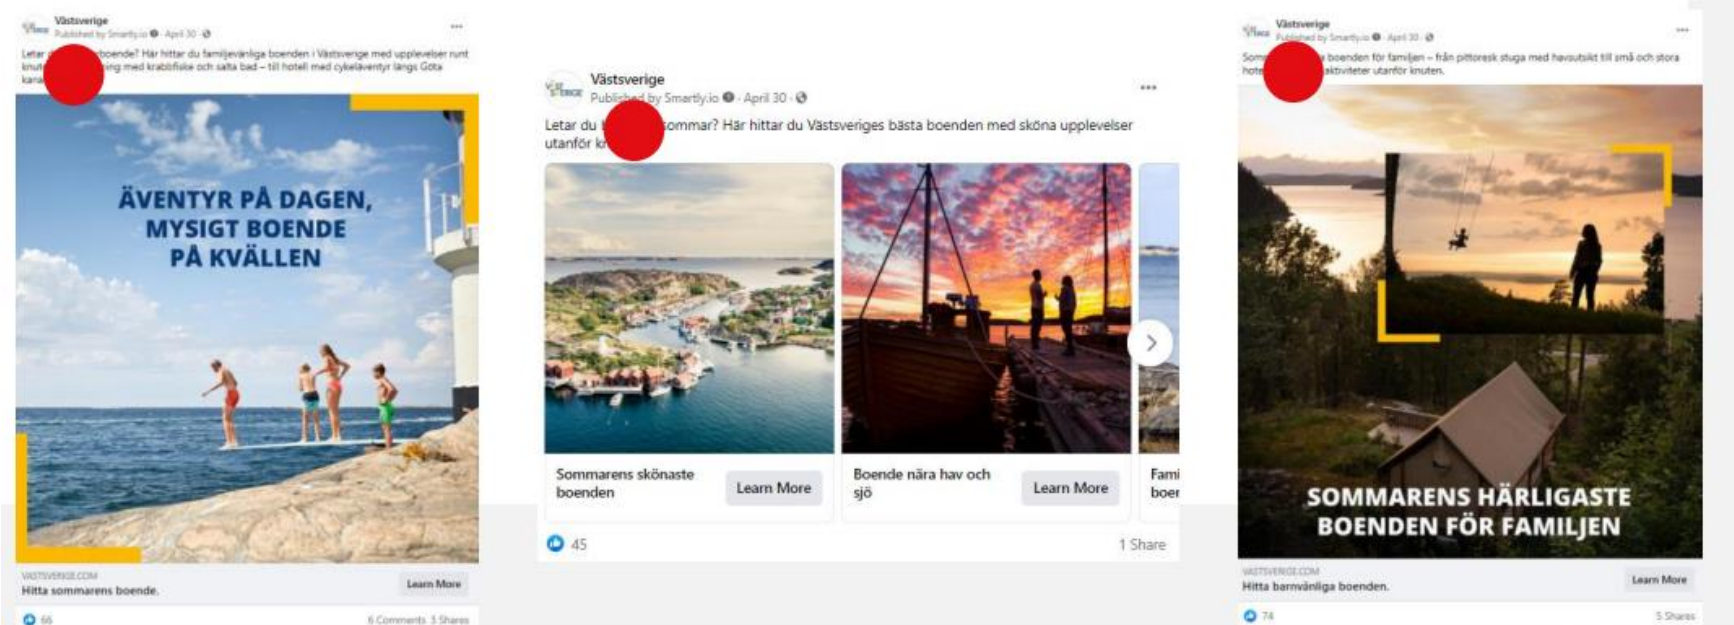 Västsverige
Published by Smartly.io · April 30 ·
Letar boende? Här hittar du familjevänliga boenden i Västsverige med upplevelser runt
knut ing med krabbfiske och salta bad – till hotell med cykeläventyr längs Göta
kana
ÄVENTYR PÅ DAGEN,
MYSIGT BOENDE
PÅ KVÄLLEN
VASTSVERIGE.COM
Hitta sommarens boende.
Learn More
66
6 Comments 3 Shares
Västsverige
Published by Smartly.io · April 30 ·
Letar du sommar? Här hittar du Västsveriges bästa boenden med sköna upplevelser
utanför kn
Sommarens skönaste
boenden
Learn More
Boende nära hav och
sjö
Learn More
Fami
boer
45
1 Share
Västsverige
Published by Smartly.io · April 30 ·
Som boenden för familjen – från pittoresk stuga med havsutsikt till små och stora
hote aktiviteter utanför knuten.
SOMMARENS HÄRLIGASTE
BOENDEN FÖR FAMILJEN
VASTSVERIGE.COM
Hitta barnvänliga boenden.
Learn More
74
5 Shares